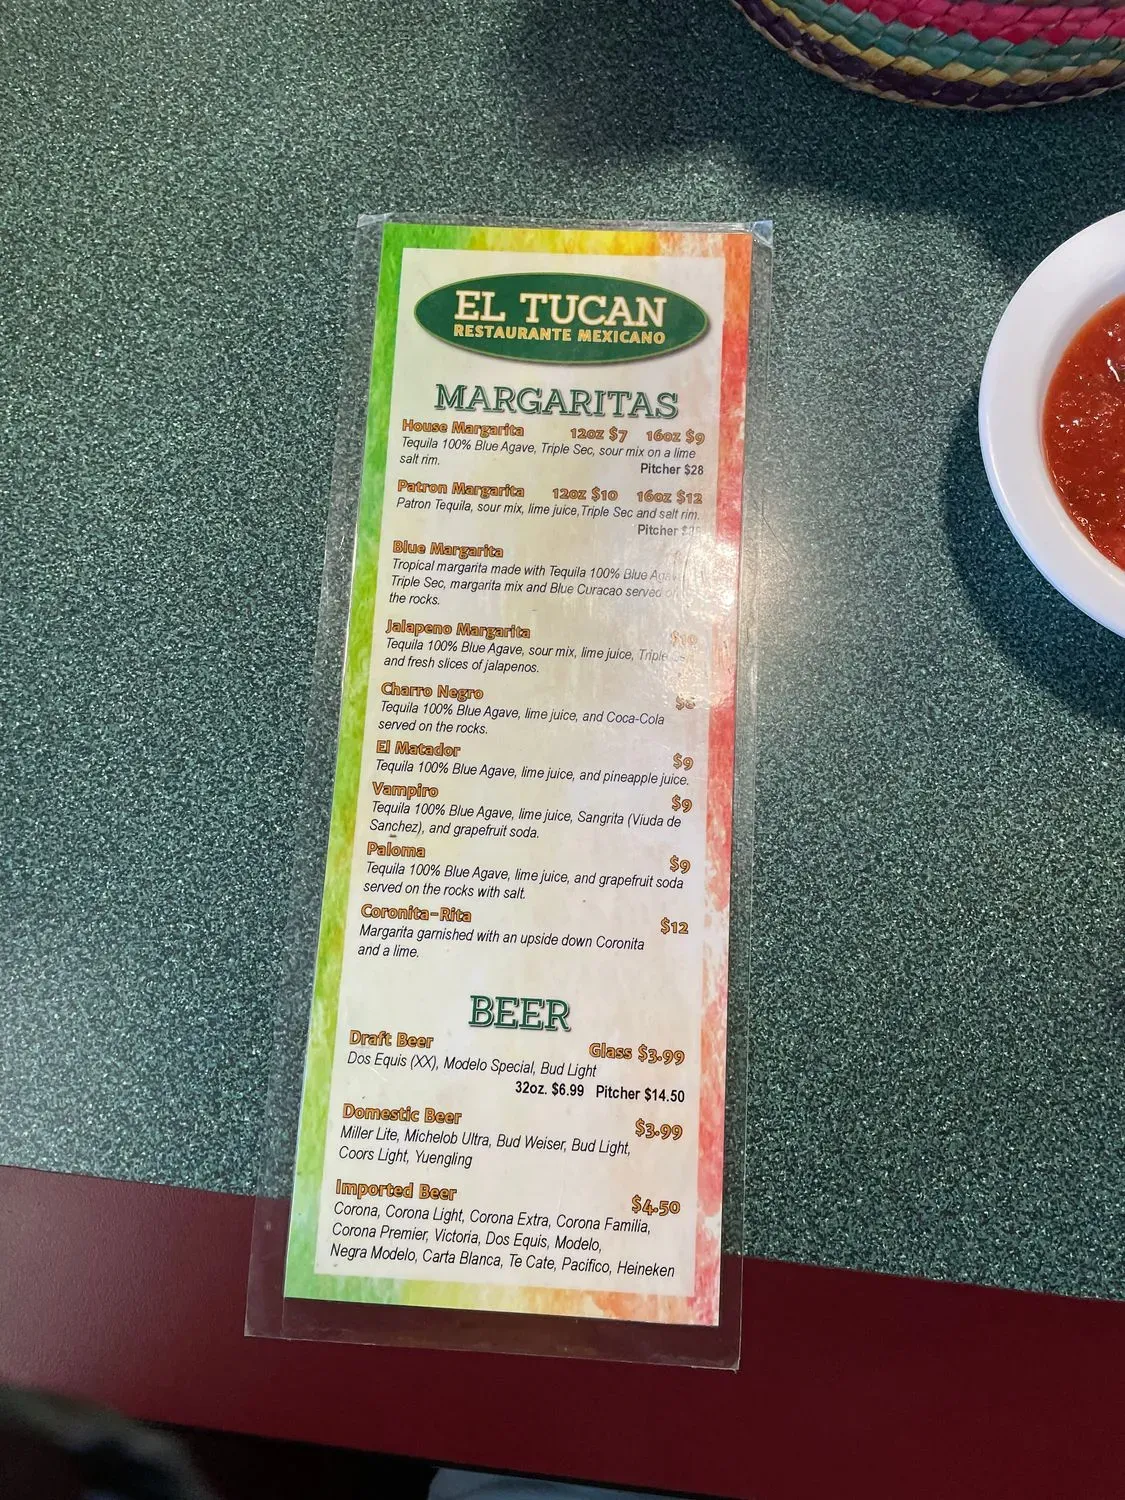 EL TUCAN
RESTAURANTE MEXICANO
MARGARITAS
House Margarita 12oz $7 16oz $9
Tequila 100% Blue Agave, Triple Sec, sour mix on a lime
salt rim. Pitcher $28
Patron Margarita 12oz $10 16oz $12
Patron Tequila, sour mix, lime juice, Triple Sec and salt rim.
Pitcher
Blue Margarita
Tropical margarita made with Tequila 100% Blue Agave
Triple Sec, margarita mix and Blue Curacao served on
the rocks.
Jalapeno Margarita $10
Tequila 100% Blue Agave, sour mix, lime juice, Triple
and fresh slices of jalapenos.
Charro Negro
Tequila 100% Blue Agave, lime juice, and Coca-Cola
served on the rocks.
El Matador $9
Tequila 100% Blue Agave, lime juice, and pineapple juice.
Vampiro $9
Tequila 100% Blue Agave, lime juice, Sangrita (Viuda de
Sanchez), and grapefruit soda.
Paloma $9
Tequila 100% Blue Agave, lime juice, and grapefruit soda
served on the rocks with salt.
Coronita-Rita $12
Margarita garnished with an upside down Coronita
and a lime.
BEER
Draft Beer Glass $3.99
Dos Equis (XX), Modelo Special, Bud Light
32oz. $6.99 Pitcher $14.50
Domestic Beer $3.99
Miller Lite, Michelob Ultra, Bud Weiser, Bud Light,
Coors Light, Yuengling
Imported Beer $4.50
Corona, Corona Light, Corona Extra, Corona Familia,
Corona Premier, Victoria, Dos Equis, Modelo,
Negra Modelo, Carta Blanca, Te Cate, Pacifico, Heineken